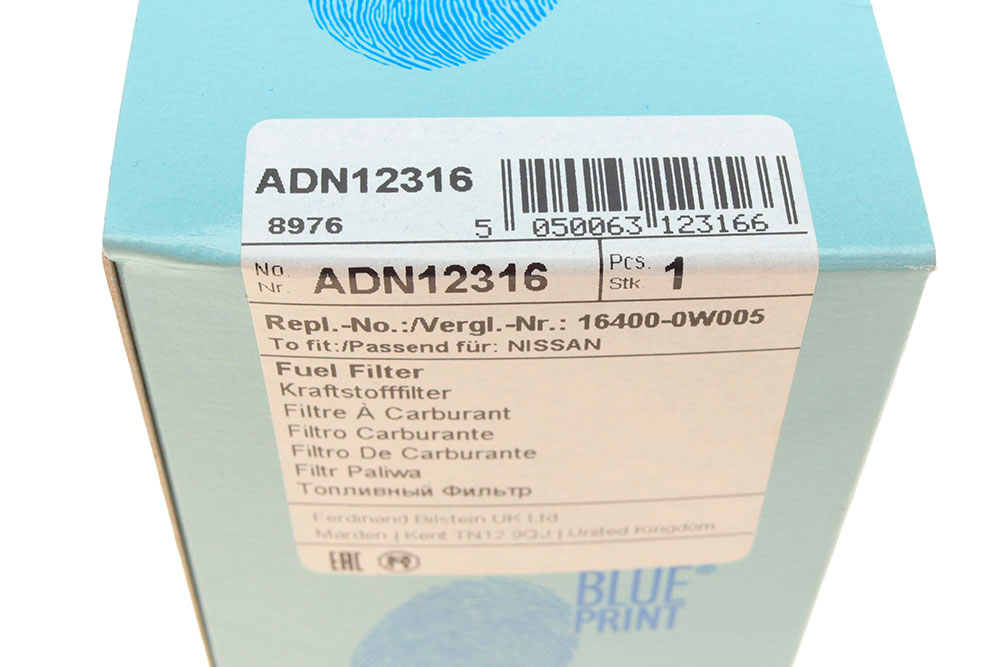 ADN12316
8976
5 050063 123166
No. Nr. ADN12316 Pcs. Stk. 1
Repl.-No.:/Vergl.-Nr.: 16400-0W005
To fit:/Passend für: NISSAN
Fuel Filter
Kraftstofffilter
Filtre À Carburant
Filtro Carburante
Filtro De Carburante
Filtr Paliwa
Топливный Фильтр
Ferdinand Bilstein UK Ltd
Marden | Kent TN12 9QJ | United Kingdom
EAC
BLUE®
PRINT